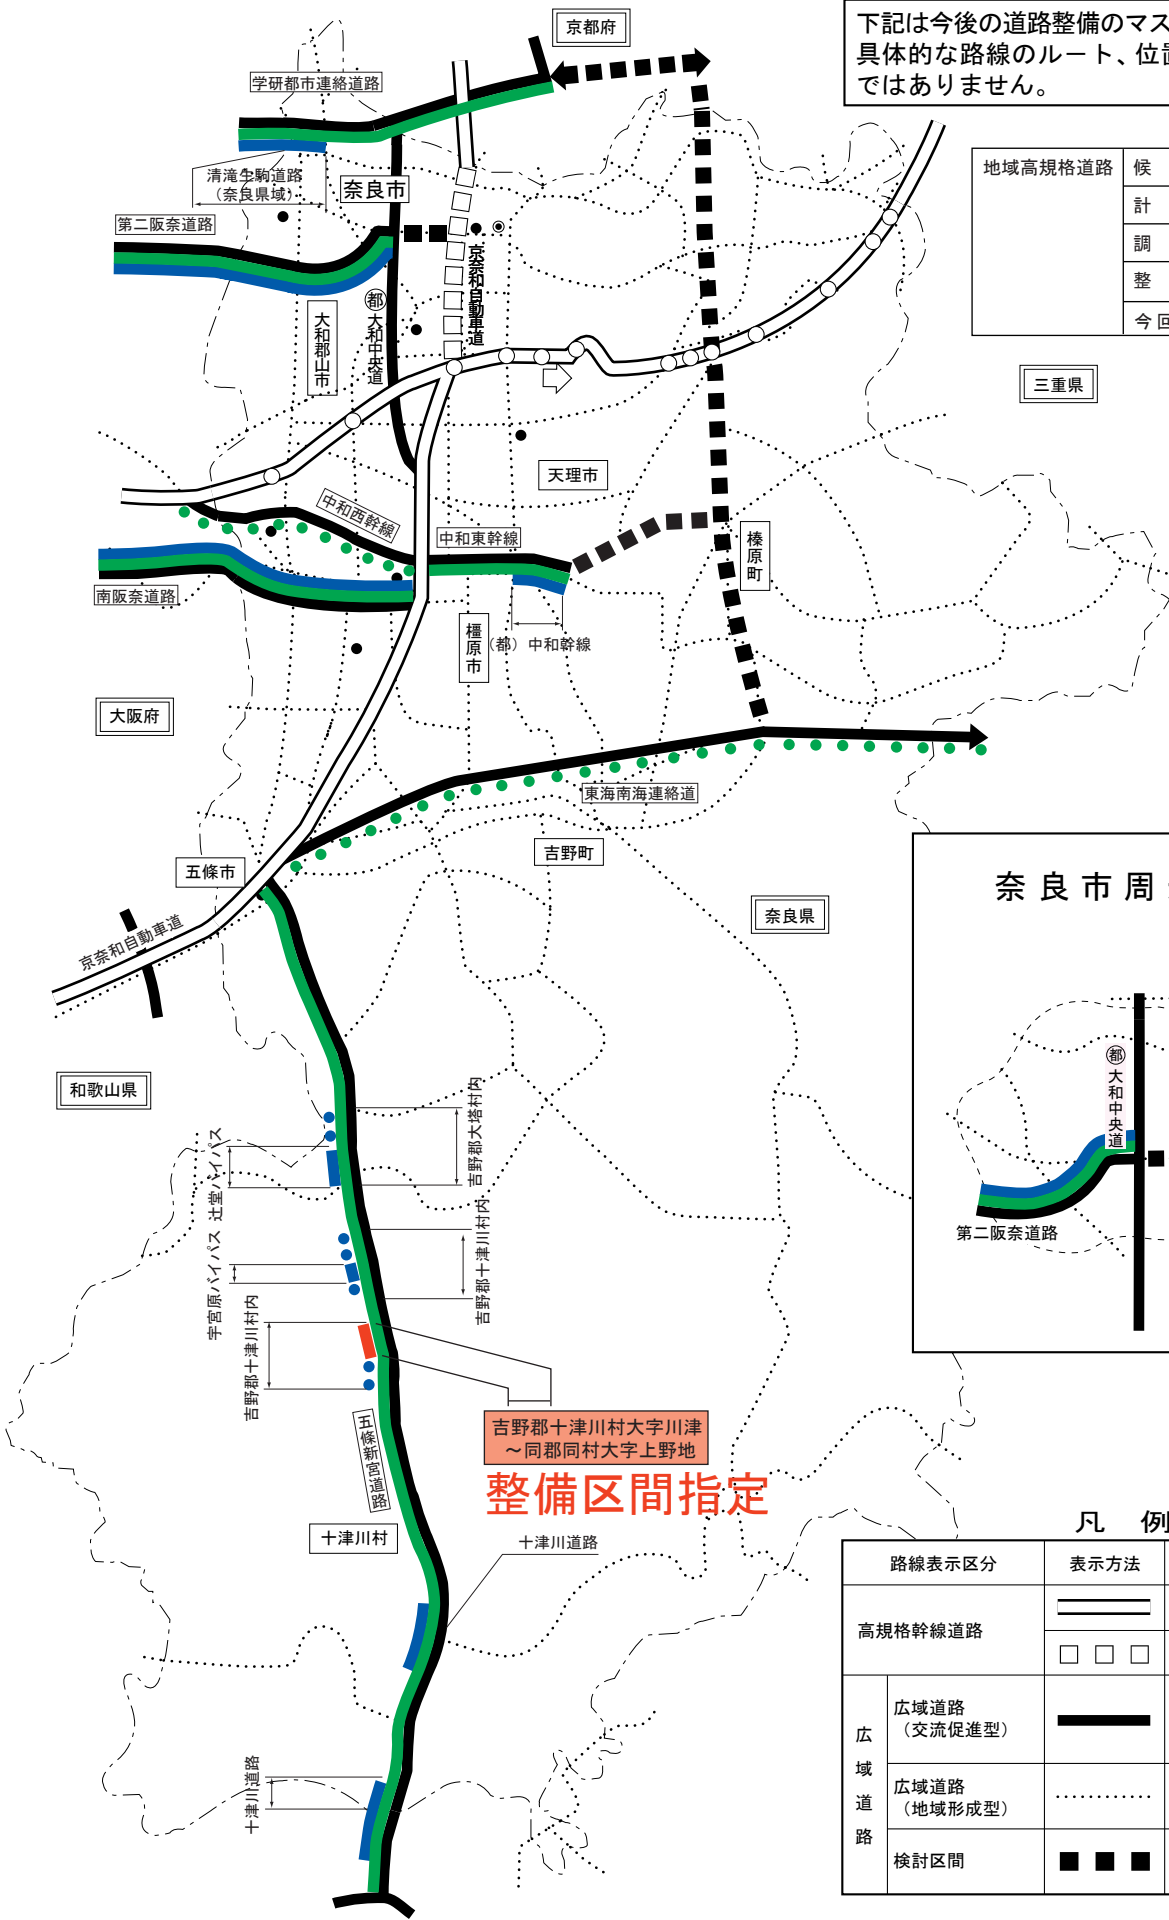 下記は今後の道路整備のマス
具体的な路線のルート、位置
ではありません。
京都府
学研都市連絡道路
清滝生駒道路
（奈良県域）
奈良市
第二阪奈道路
京奈和自動車道
都 大和中央道
大和郡山市
地域高規格道路
候
計
調
整
今回
三重県
天理市
中和西幹線
中和東幹線
榛原町
南阪奈道路
橿原市
（都）中和幹線
大阪府
東海南海連絡道
吉野町
五條市
奈良県
京奈和自動車道
和歌山県
奈良市周
都 大和中央道
第二阪奈道路
吉野郡大塔村内
辻堂バイパス
吉野郡十津川村内
宇宮原バイパス
吉野郡十津川村内
吉野郡十津川村大字川津
～同郡同村大字上野地
整備区間指定
五條新宮道路
十津川村
十津川道路
十津川道路
凡 例
路線表示区分
表示方法
高規格幹線道路
広域道路
広域道路
（交流促進型）
広域道路
（地域形成型）
検討区間